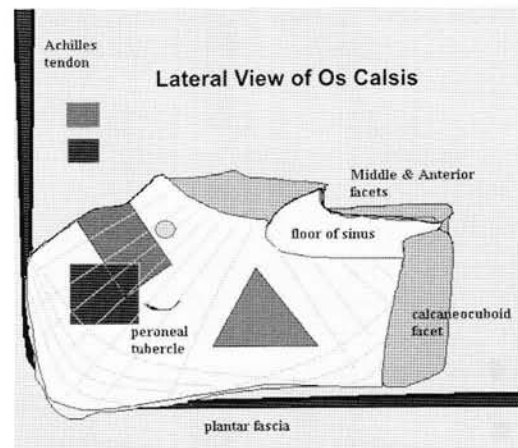 Achilles
tendon
Lateral View of Os Calsis
Middle & Anterior
facets
floor of sinus
calcaneocuboid
facet
peroneal
tubercle
plantar fascia